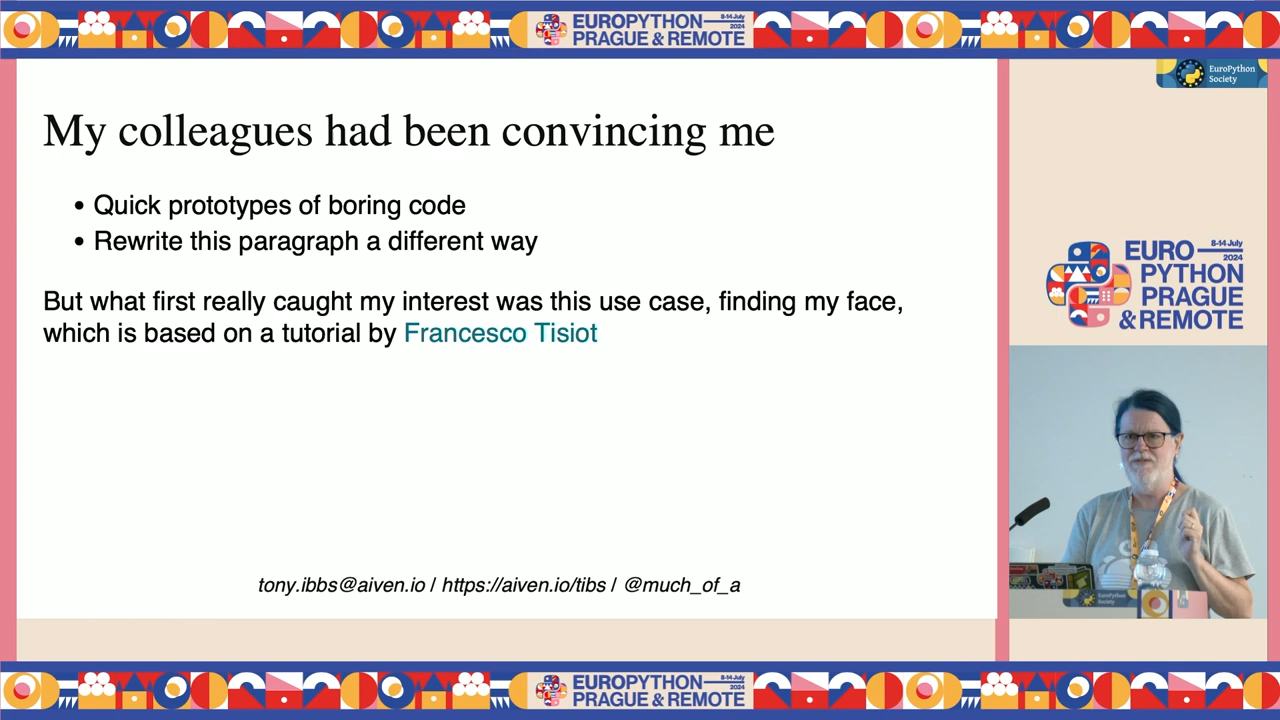 EUROPYTHON
8-14 July
2024
PRAGUE & REMOTE
EuroPython
Society
My colleagues had been convincing me
• Quick prototypes of boring code
• Rewrite this paragraph a different way
But what first really caught my interest was this use case, finding my face,
which is based on a tutorial by Francesco Tisiot
tony.ibbs@aiven.io / https://aiven.io/tibs / @much_of_a
EURO
8-14 July
2024
PYTHON
PRAGUE
& REMOTE
EuroPython
Society
EUROPYTHON
8-14 July
2024
PRAGUE & REMOTE